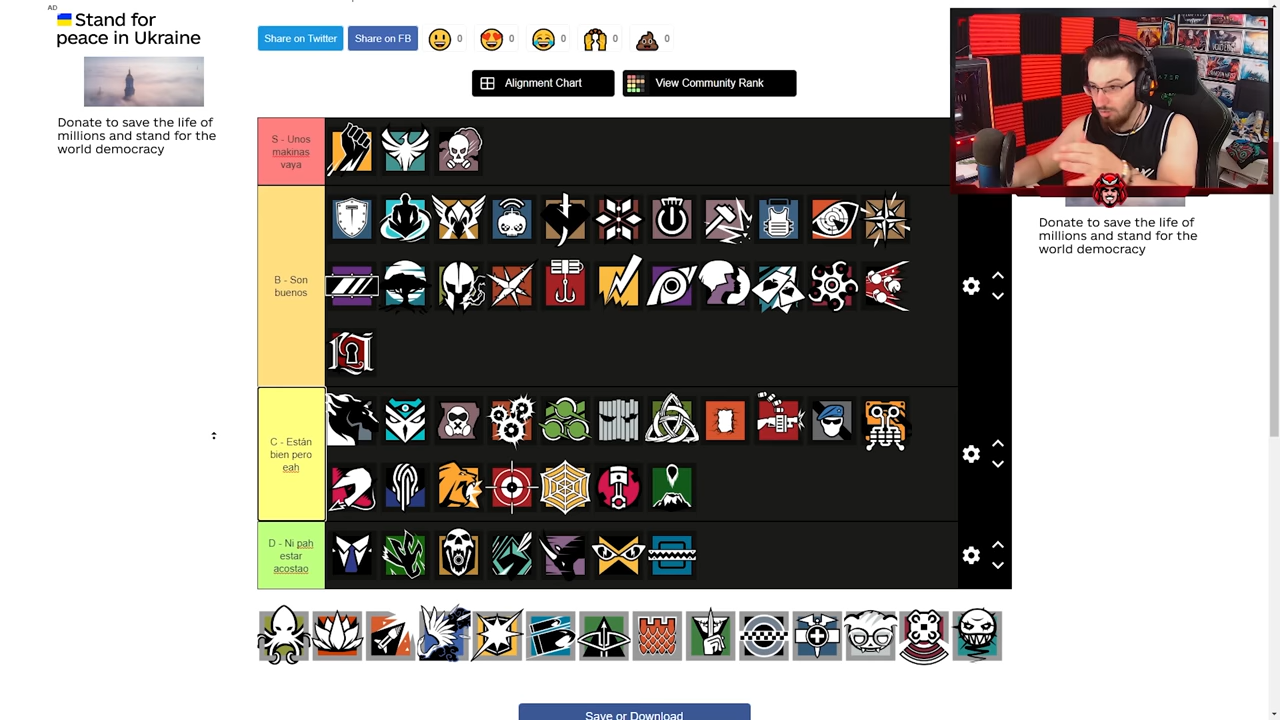 AD
Stand for
peace in Ukraine
Donate to save the life of
millions and stand for the
world democracy
Share on Twitter
Share on FB
0
0
0
0
0
Alignment Chart
View Community Rank
S - Unos
makinas
vaya
B - Son
buenos
C - Están
bien pero
eah
D - Ni pah
estar
acostao
Donate to save the life of
millions and stand for the
world democracy
Save or Download